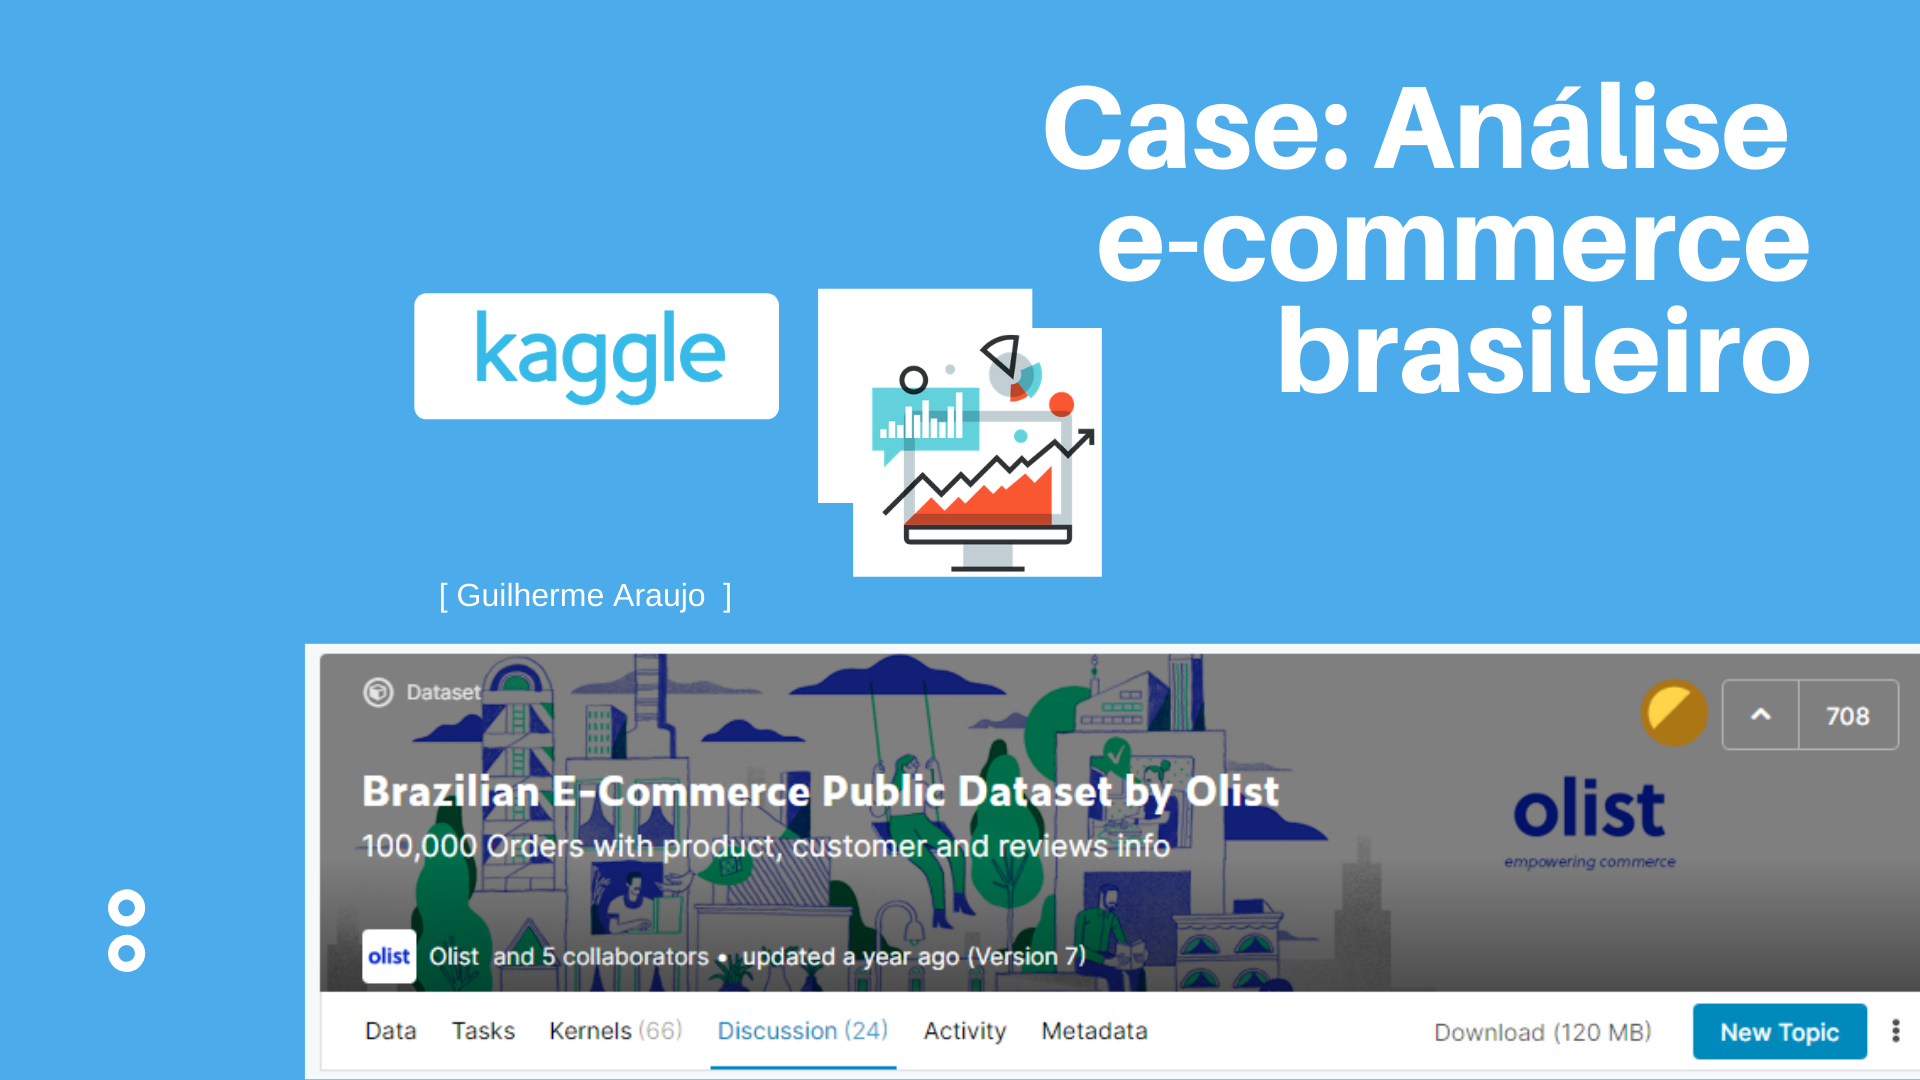 Case: Análise
e-commerce
brasileiro
kaggle
[ Guilherme Araujo ]
Dataset
708
Brazilian E-Commerce Public Dataset by Olist
100,000 Orders with product, customer and reviews info
olist
empowering commerce
olist Olist and 5 collaborators • updated a year ago (Version 7)
Data Tasks Kernels (66) Discussion (24) Activity Metadata Download (120 MB) New Topic